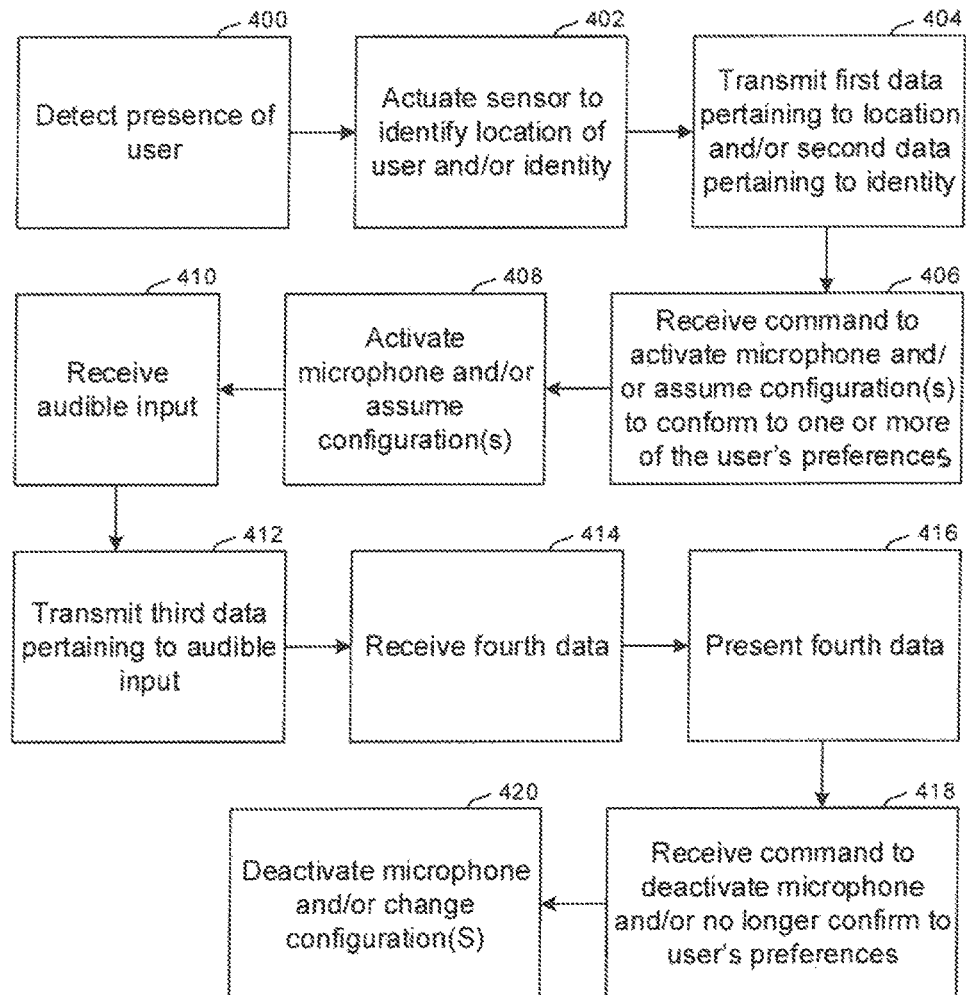 400
Detect presence of
user
402
Actuate sensor to
identify location of
user and/or identity
404
Transmit first data
pertaining to location
and/or second data
pertaining to identity
406
Receive command to
activate microphone and/
or assume configuration(s)
to conform to one or more
of the user's preferences
408
Activate
microphone and/or
assume
configuration(s)
410
Receive
audible input
412
Transmit third data
pertaining to audible
input
414
Receive fourth data
416
Present fourth data
418
Receive command to
deactivate microphone
and/or no longer confirm to
user's preferences
420
Deactivate microphone
and/or change
configuration(S)